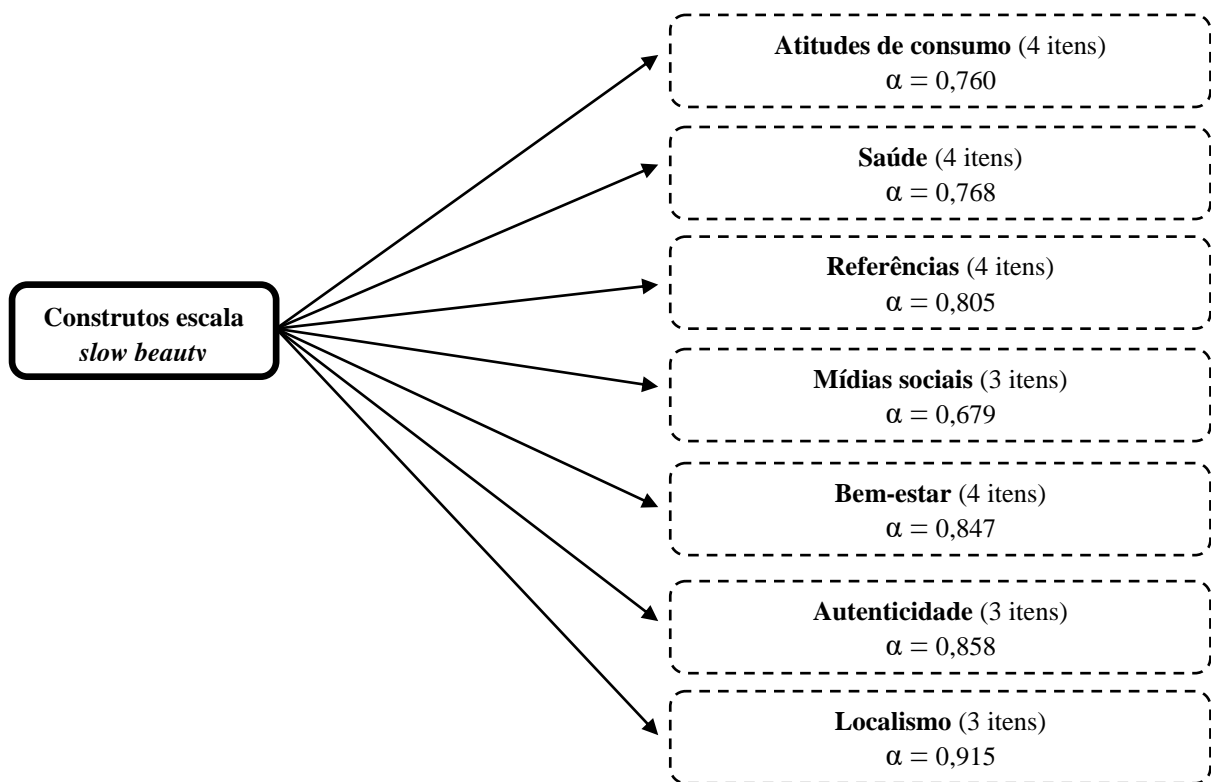 Atitudes de consumo (4 itens)
α = 0,760
Saúde (4 itens)
α = 0,768
Referências (4 itens)
α = 0,805
Construtos escala
slow beauty
Mídias sociais (3 itens)
α = 0,679
Bem-estar (4 itens)
α = 0,847
Autenticidade (3 itens)
α = 0,858
Localismo (3 itens)
α = 0,915